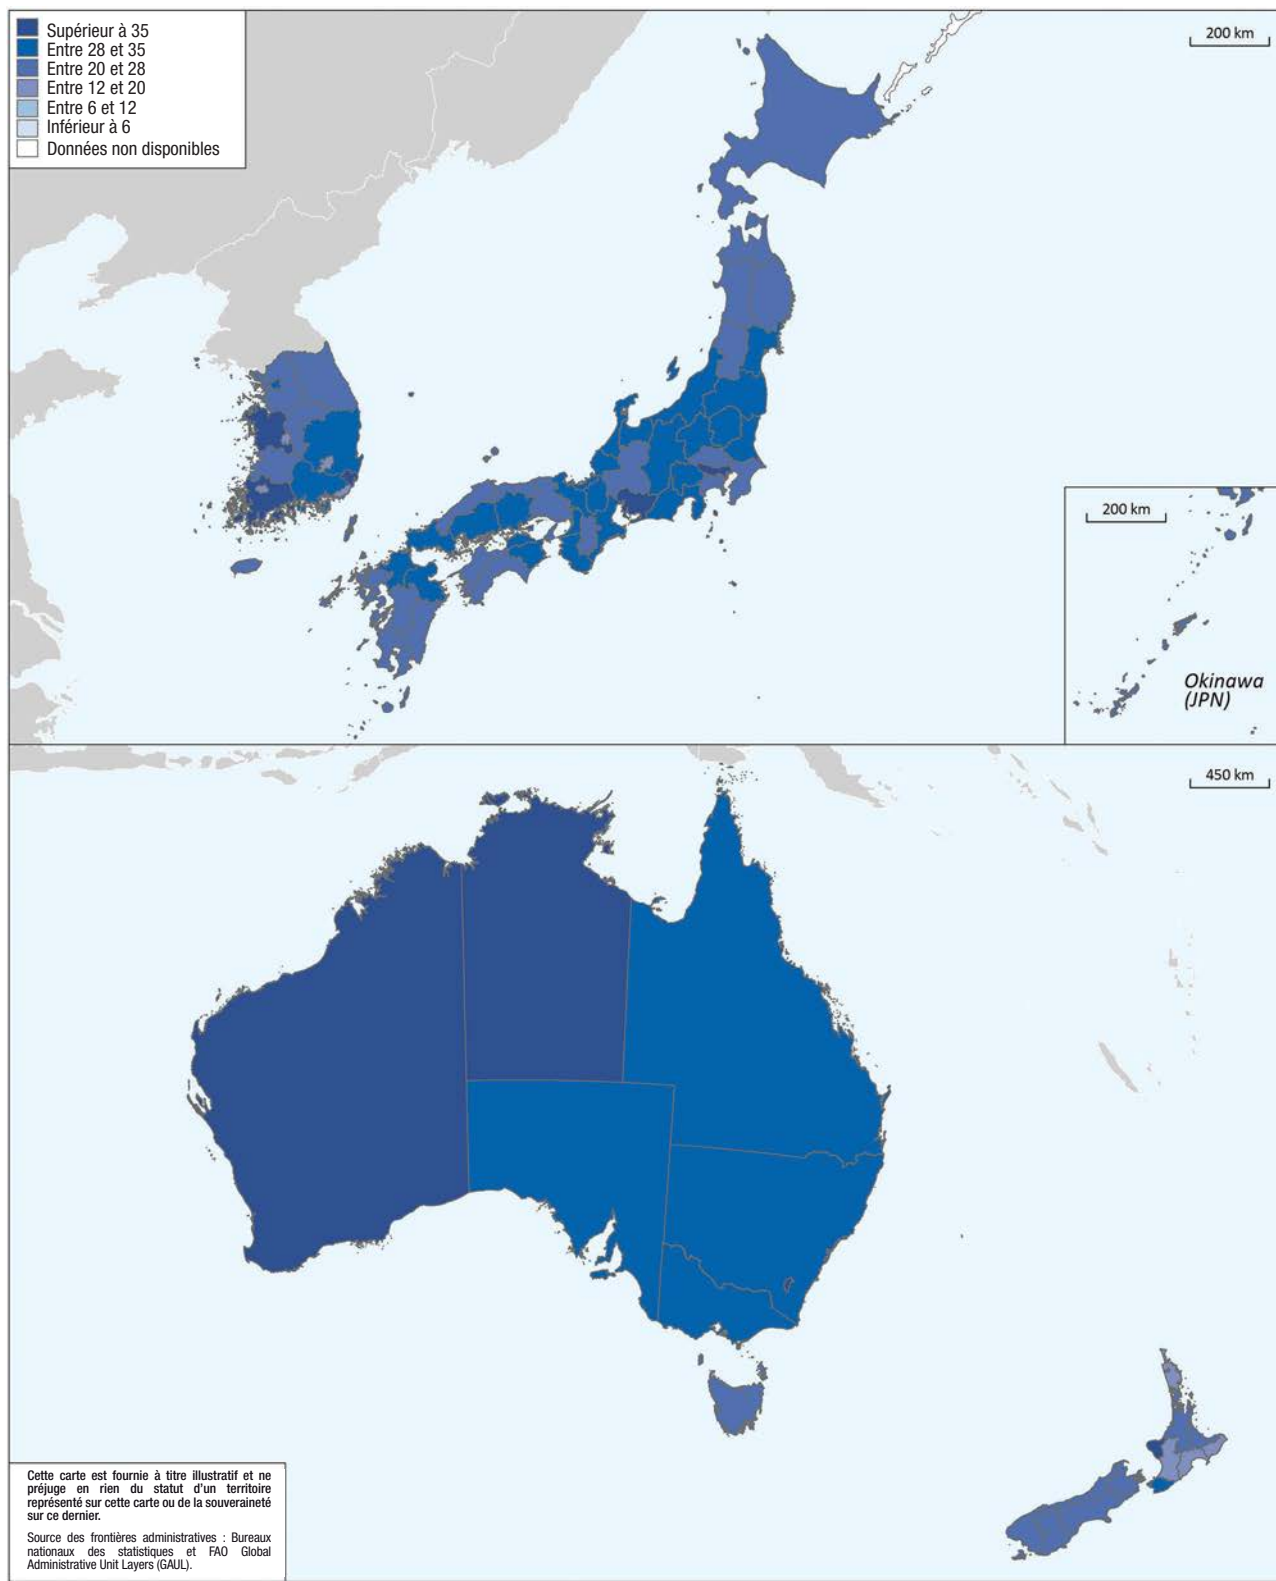 Supérieur à 35
Entre 28 et 35
Entre 20 et 28
Entre 12 et 20
Entre 6 et 12
Inférieur à 6
Données non disponibles
200 km
200 km
Okinawa
(JPN)
450 km
Cette carte est fournie à titre illustratif et ne
préjuge en rien du statut d'un territoire
représenté sur cette carte ou de la souveraineté
sur ce dernier.
Source des frontières administratives : Bureaux
nationaux des statistiques et FAO Global
Administrative Unit Layers (GAUL).